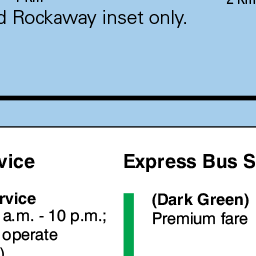 d Rockaway inset only.
vice
Express Bus S
rvice
a.m. - 10 p.m.;
operate
(Dark Green)
Premium fare